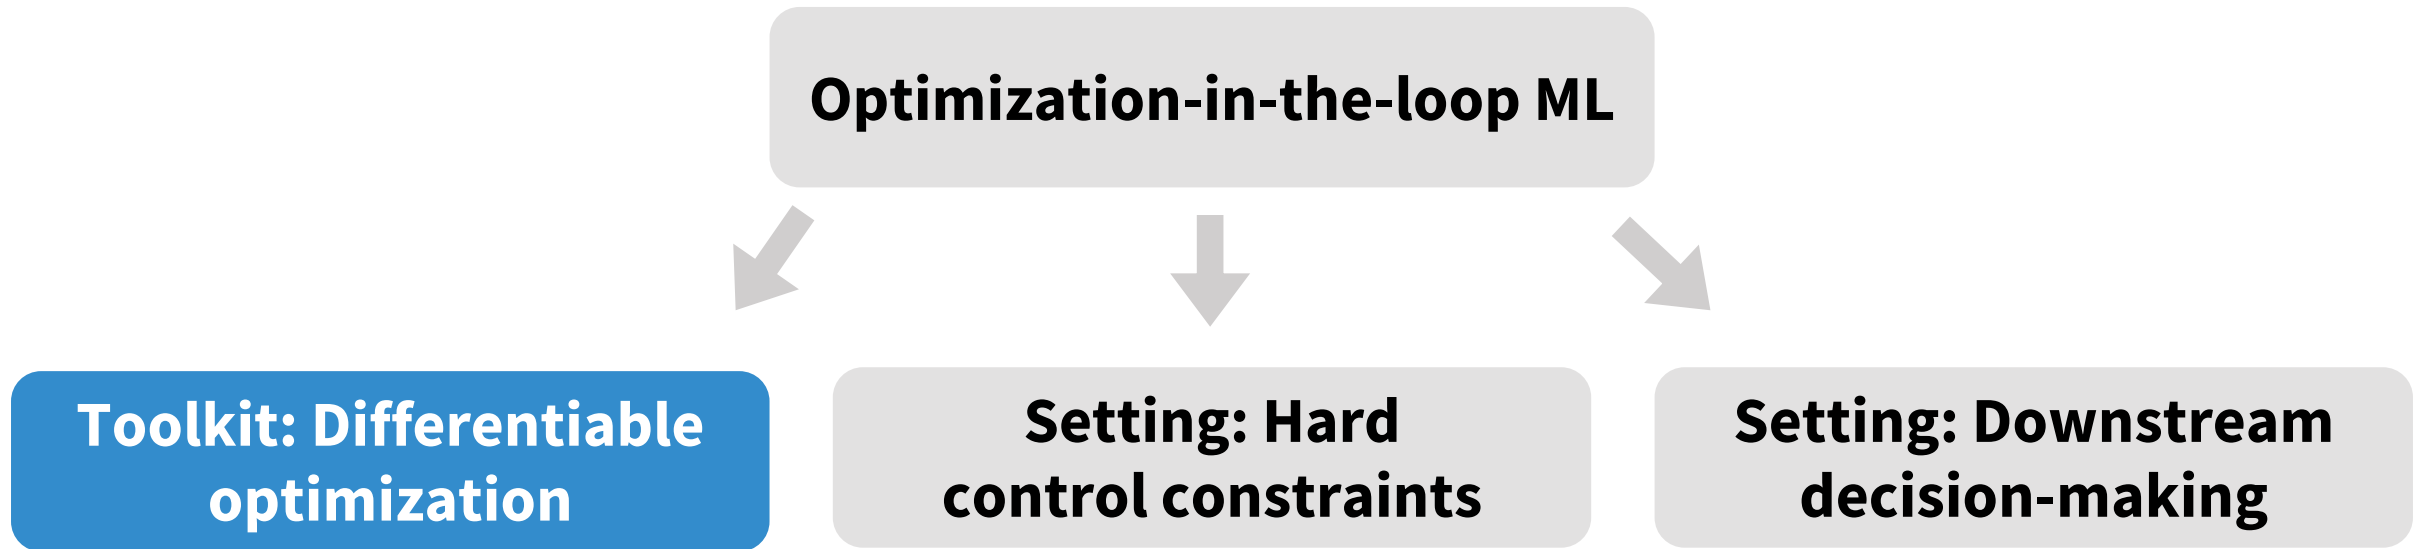 Optimization-in-the-loop ML
Toolkit: Differentiable
optimization
Setting: Hard
control constraints
Setting: Downstream
decision-making